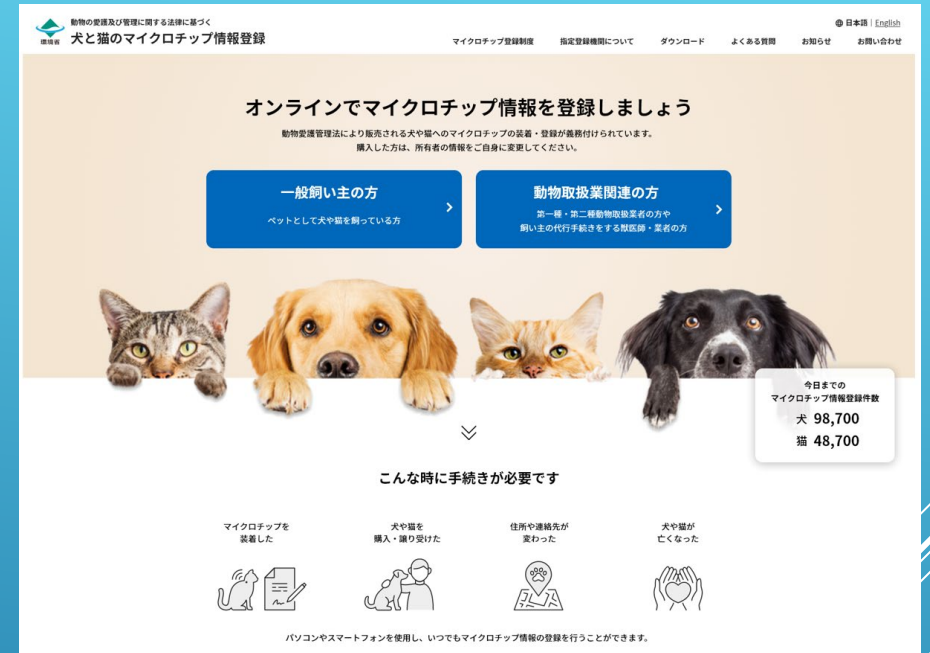 動物の愛護及び管理に関する法律に基づく
犬と猫のマイクロチップ情報登録
環境省
日本語 | English
マイクロチップ登録制度
指定登録機関について
ダウンロード
よくある質問
お知らせ
お問い合わせ
オンラインでマイクロチップ情報を登録しましょう
動物愛護管理法により販売される犬や猫へのマイクロチップの装着・登録が義務付けられています。
購入した方は、所有者の情報をご自身に変更してください。
一般飼い主の方
ペットとして犬や猫を飼っている方
動物取扱業関連の方
第一種・第二種動物取扱業者の方や
飼い主の代行手続きをする獣医師・業者の方
今日までの
マイクロチップ情報登録件数
犬 98,700
猫 48,700
こんな時に手続きが必要です
マイクロチップを
装着した
犬や猫を
購入・譲り受けた
住所や連絡先が
変わった
犬や猫が
亡くなった
パソコンやスマートフォンを使用し、いつでもマイクロチップ情報の登録を行うことができます。